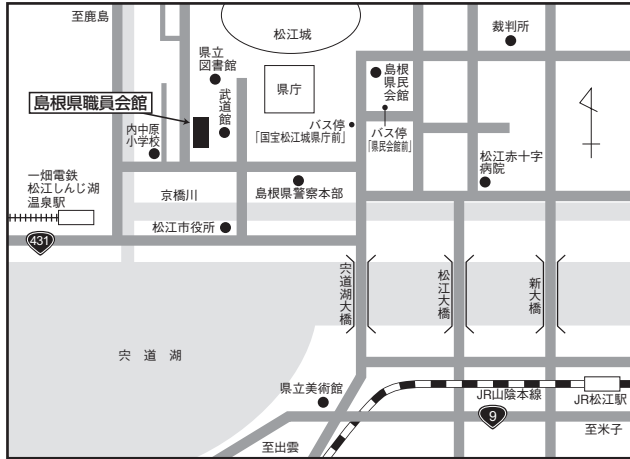 至鹿島
松江城
裁判所
県立
図書館
県庁
島根
県民
会館
島根県職員会館
武道館
バス停
「国宝松江城県庁前」
バス停
「県民会館前」
内中原
小学校
松江赤十字
病院
一畑電鉄
松江しんじ湖
温泉駅
京橋川
島根県警察本部
松江市役所
431
宍道湖大橋
松江大橋
新大橋
宍道湖
県立美術館
JR山陰本線
JR松江駅
9
至出雲
至米子